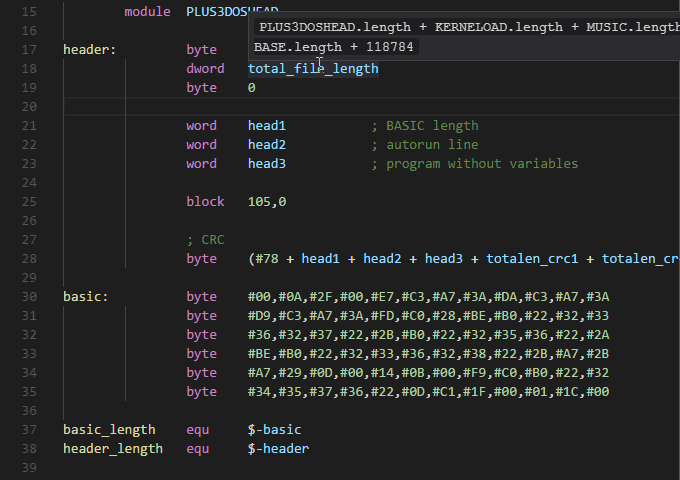 15 module PLUS3DOSHEAD
16 PLUS3DOSHEAD.length + KERNELOAD.length + MUSIC.lengt
17 header: byte
BASE.length + 118784
18 dword total_file_length
19 byte 0
20
21 word head1 ; BASIC length
22 word head2 ; autorun line
23 word head3 ; program without variables
24
25 block 105,0
26
27 ; CRC
28 byte (#78 + head1 + head2 + head3 + totalen_crc1 + totalen_cr
29
30 basic: byte #00,#0A,#2F,#00,#E7,#C3,#A7,#3A,#DA,#C3,#A7,#3A
31 byte #D9,#C3,#A7,#3A,#FD,#C0,#28,#BE,#B0,#22,#32,#33
32 byte #36,#32,#37,#22,#2B,#B0,#22,#32,#35,#36,#22,#2A
33 byte #BE,#B0,#22,#32,#33,#36,#32,#38,#22,#2B,#A7,#2B
34 byte #A7,#29,#0D,#00,#14,#0B,#00,#F9,#C0,#B0,#22,#32
35 byte #34,#35,#37,#36,#22,#0D,#C1,#1F,#00,#01,#1C,#00
36
37 basic_length equ $-basic
38 header_length equ $-header
39